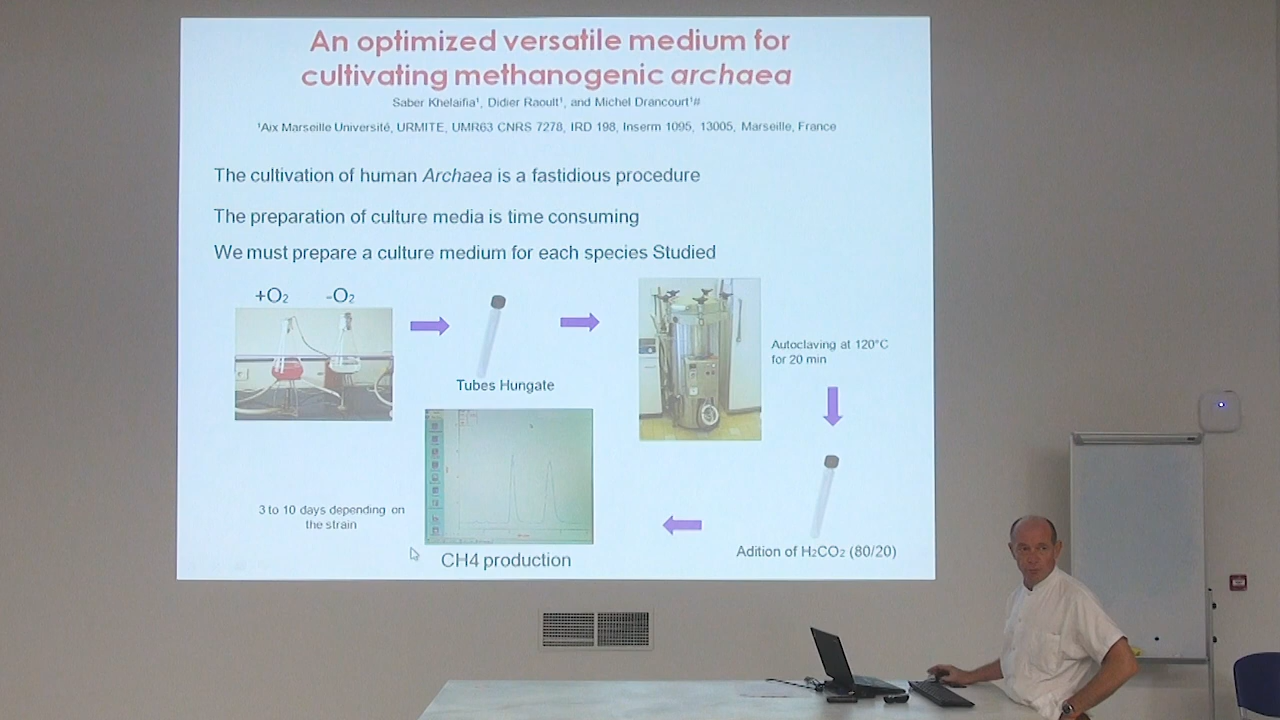 An optimized versatile medium for
cultivating methanogenic archaea
Saber Khelaifia¹, Didier Raoult¹, and Michel Drancourt¹#
¹Aix Marseille Université, URMITE, UMR63 CNRS 7278, IRD 198, Inserm 1095, 13005, Marseille, France
The cultivation of human Archaea is a fastidious procedure
The preparation of culture media is time consuming
We must prepare a culture medium for each species Studied
+O₂ -O₂
Tubes Hungate
Autoclaving at 120°C
for 20 min
Adition of H₂CO₂ (80/20)
CH4 production
3 to 10 days depending on
the strain